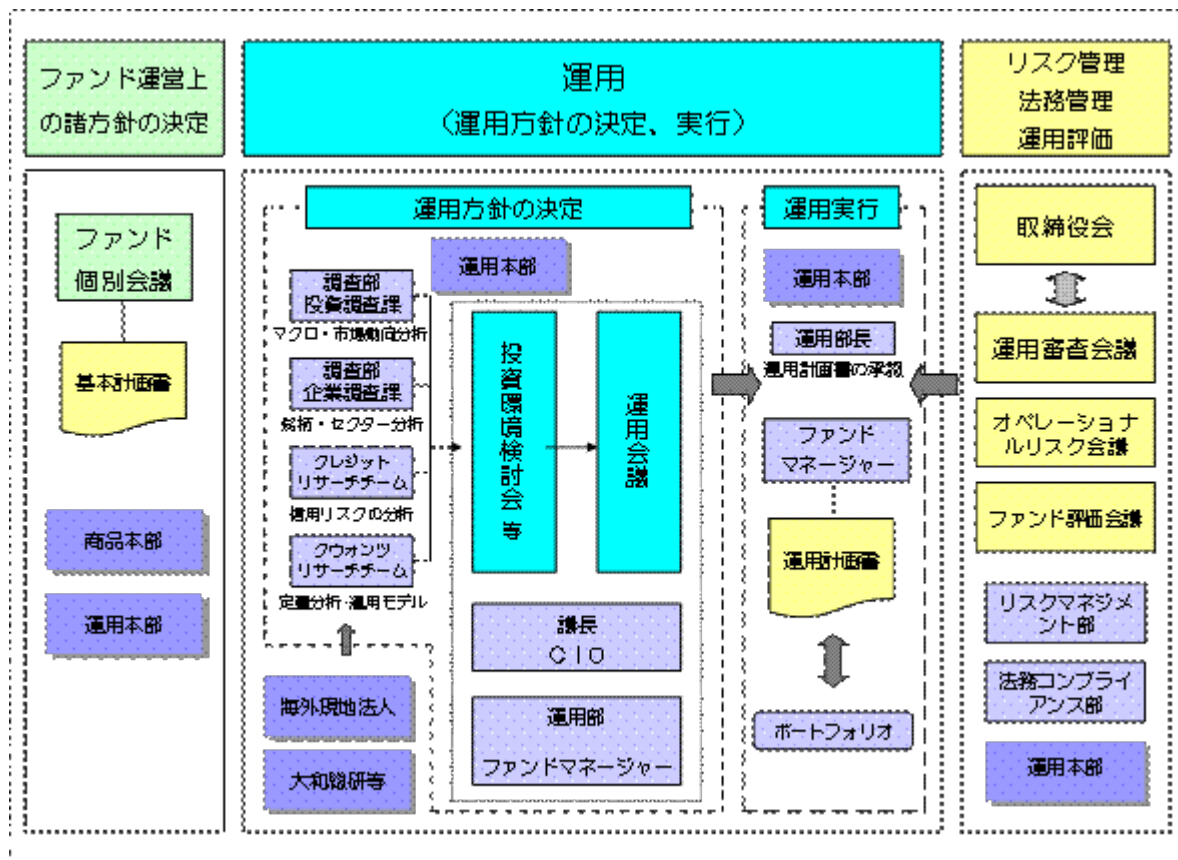 ファンド運営上
の諸方針の決定
運用
（運用方針の決定、実行）
リスク管理
法務管理
運用評価
ファンド
個別会議
基本計画書
商品本部
運用本部
運用方針の決定
運用本部
調査部
投資調査課
マクロ・市場動向分析
調査部
企業調査課
銘柄・セクター分析
クレジット
リサーチチーム
信用リスクの分析
クウォンツ
リサーチチーム
定量分析・運用モデル
海外現地法人
大和総研等
投資環境検討会 等
運用会議
議長
ＣＩＯ
運用部
ファンドマネージャー
運用実行
運用本部
運用部長
運用計画書の承認
ファンド
マネージャー
運用計画書
ポートフォリオ
取締役会
運用審査会議
オペレーショナ
ルリスク会議
ファンド評価会議
リスクマネジメ
ント部
法務コンプライ
アンス部
運用本部